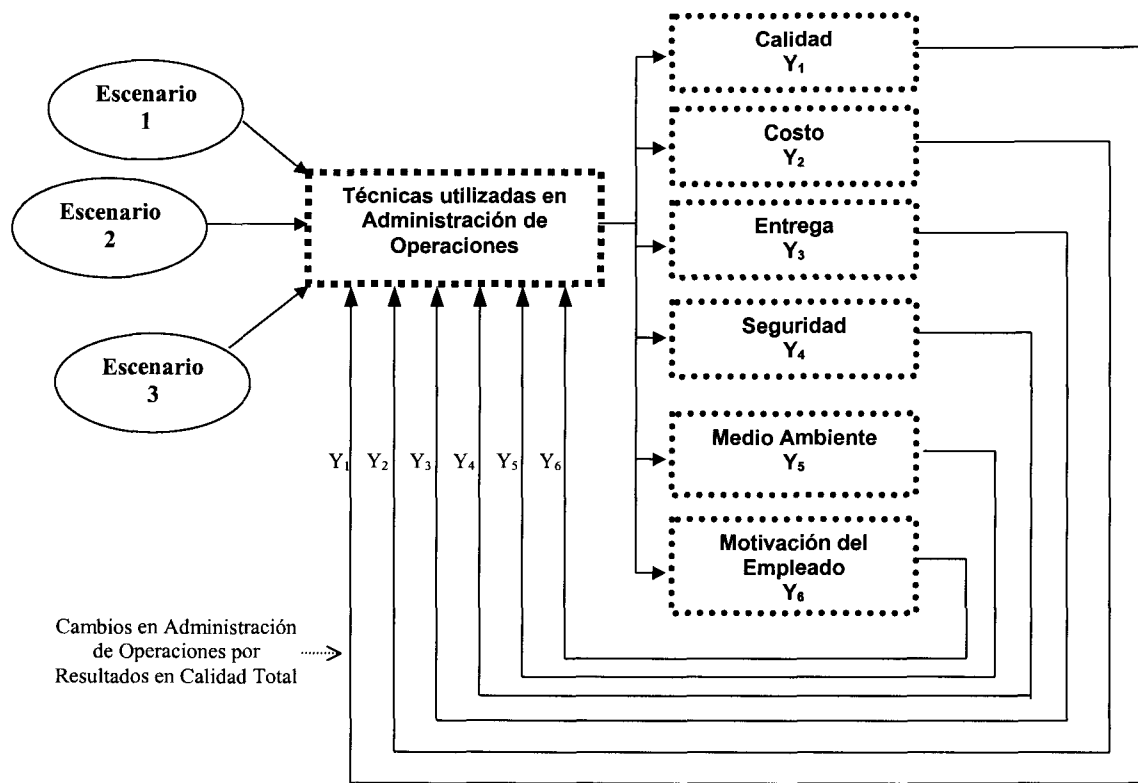 Escenario
1
Escenario
2
Escenario
3
Técnicas utilizadas en
Administración de
Operaciones
Calidad
Y₁
Costo
Y₂
Entrega
Y₃
Seguridad
Y₄
Medio Ambiente
Y₅
Motivación del
Empleado
Y₆
Y₁ Y₂ Y₃ Y₄ Y₅ Y₆
Cambios en Administración
de Operaciones por
Resultados en Calidad Total